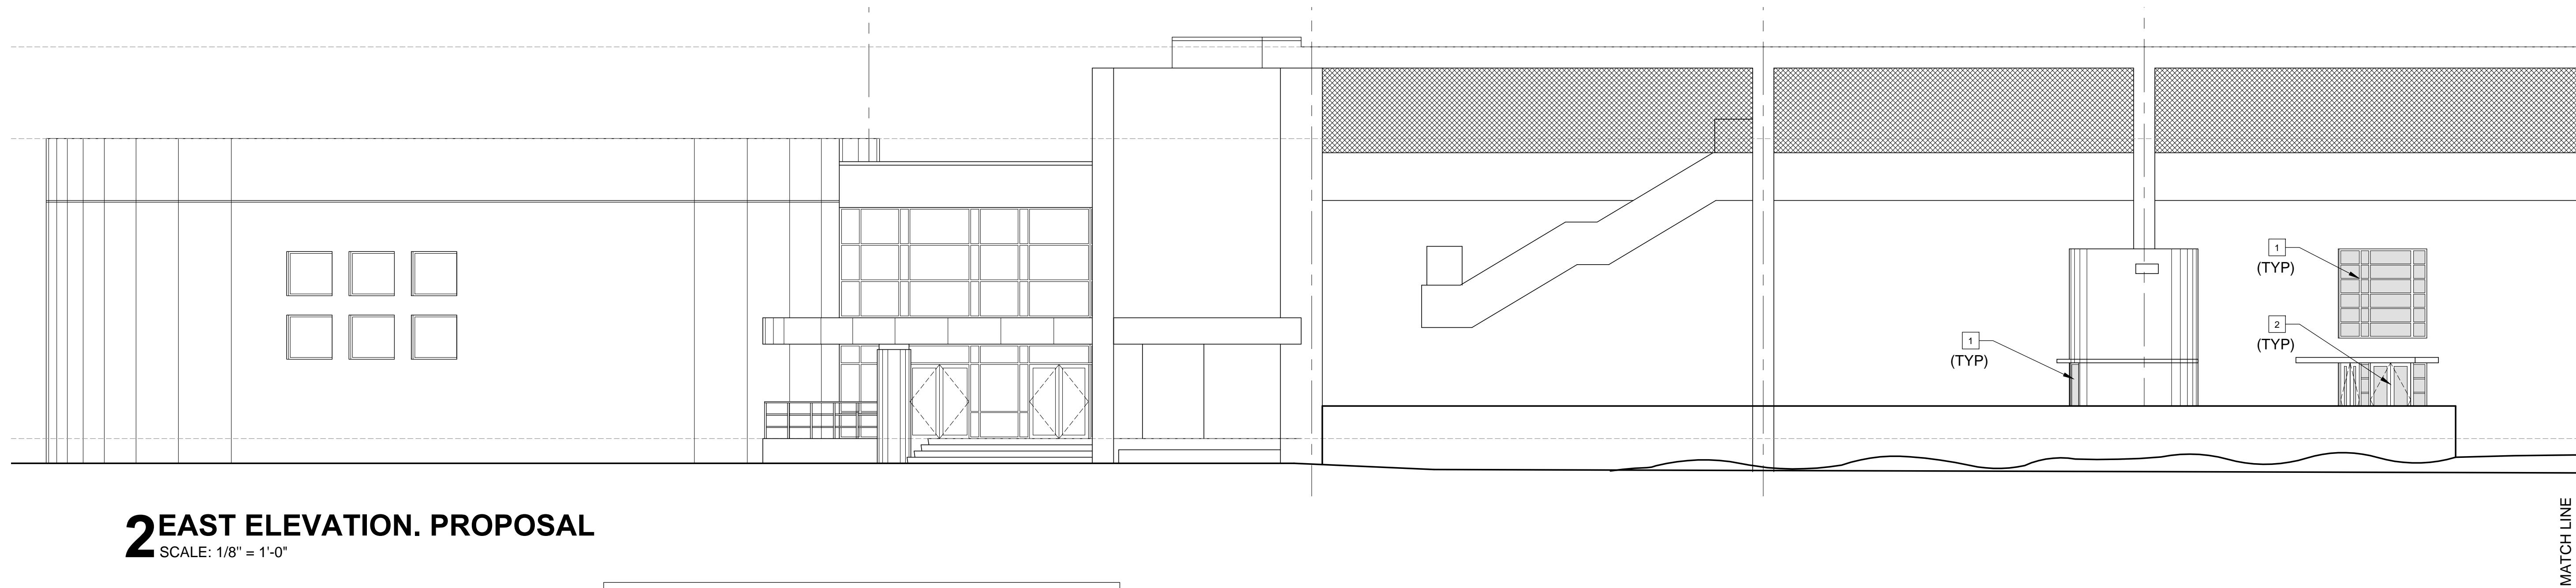 1
(TYP)
2
(TYP)
1
(TYP)
2 EAST ELEVATION. PROPOSAL
SCALE: 1/8" = 1'-0"
MATCH LINE